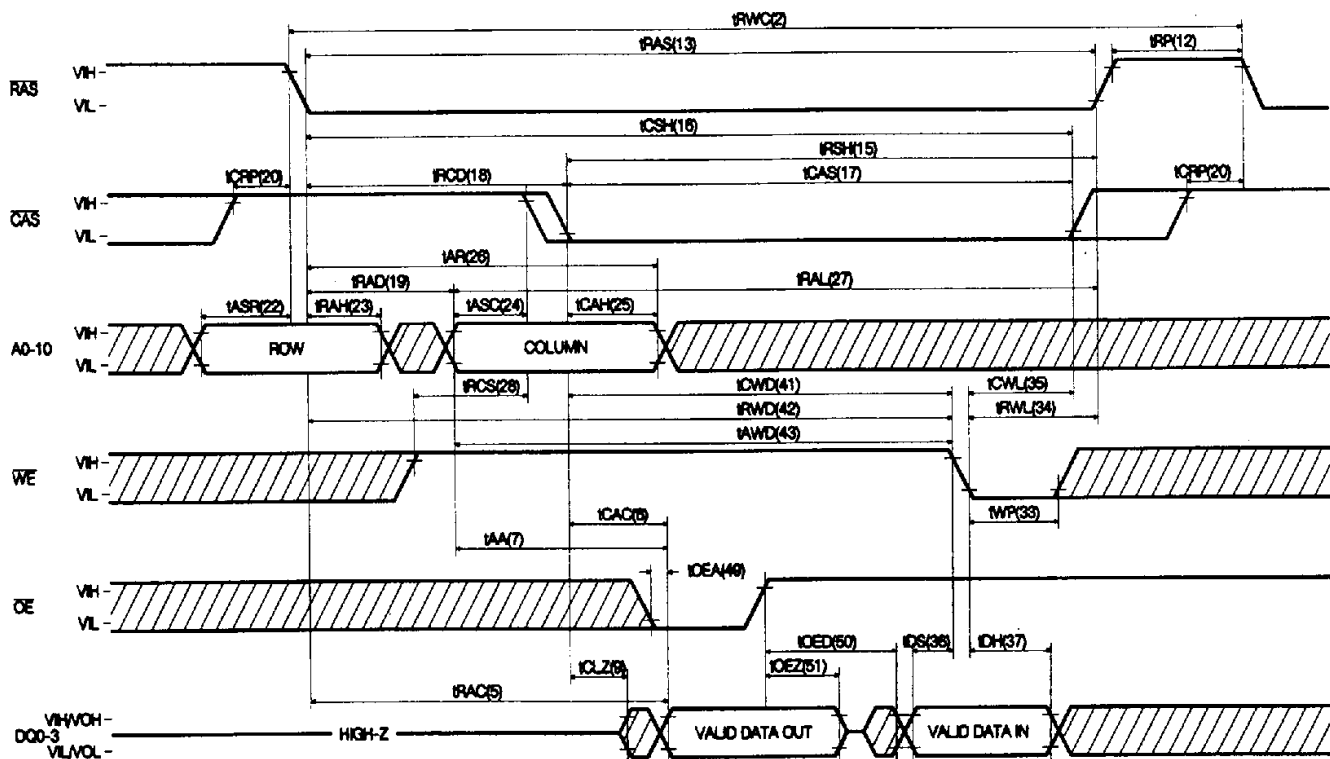 tRWC(2)
tRAS(13)
tRP(12)
RAS
VIH
VIL
tCSH(16)
tRSH(15)
tCRP(20)
tRCD(18)
tCAS(17)
tCRP(20)
CAS
VIH
VIL
tAR(26)
tRAD(19)
tRAL(27)
tASR(22)
tRAH(23)
tASC(24)
tCAH(25)
A0-10
VIH
VIL
ROW
COLUMN
tRCS(28)
tCWD(41)
tCWL(35)
tRWD(42)
tRWL(34)
tAWD(43)
WE
VIH
VIL
tCAC(6)
tWP(33)
tAA(7)
tOEA(49)
OE
VIH
VIL
tOED(50)
tDS(36)
tDH(37)
tCLZ(9)
tOEZ(51)
tRAC(5)
DQ0-3
VIH/VOH
VIL/VOL
HIGH-Z
VALID DATA OUT
VALID DATA IN